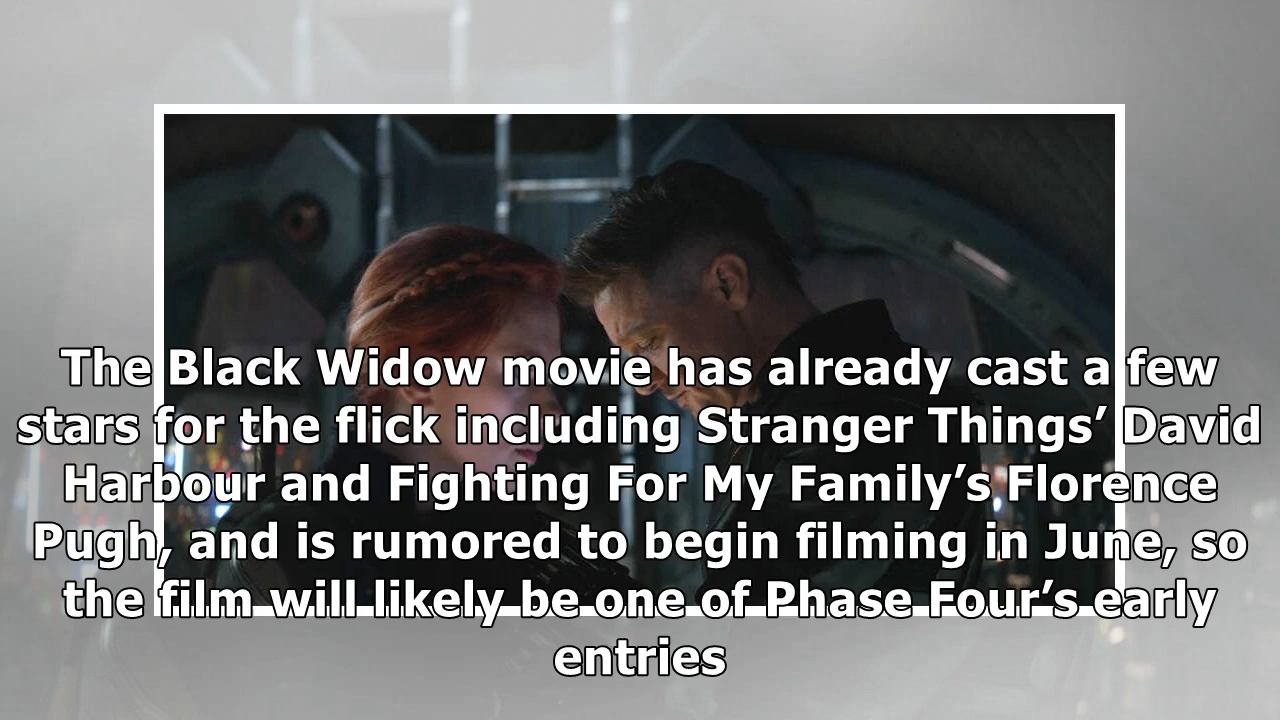 The Black Widow movie has already cast a few
stars for the flick including Stranger Things’ David
Harbour and Fighting For My Family’s Florence
Pugh, and is rumored to begin filming in June, so
the film will likely be one of Phase Four’s early
entries